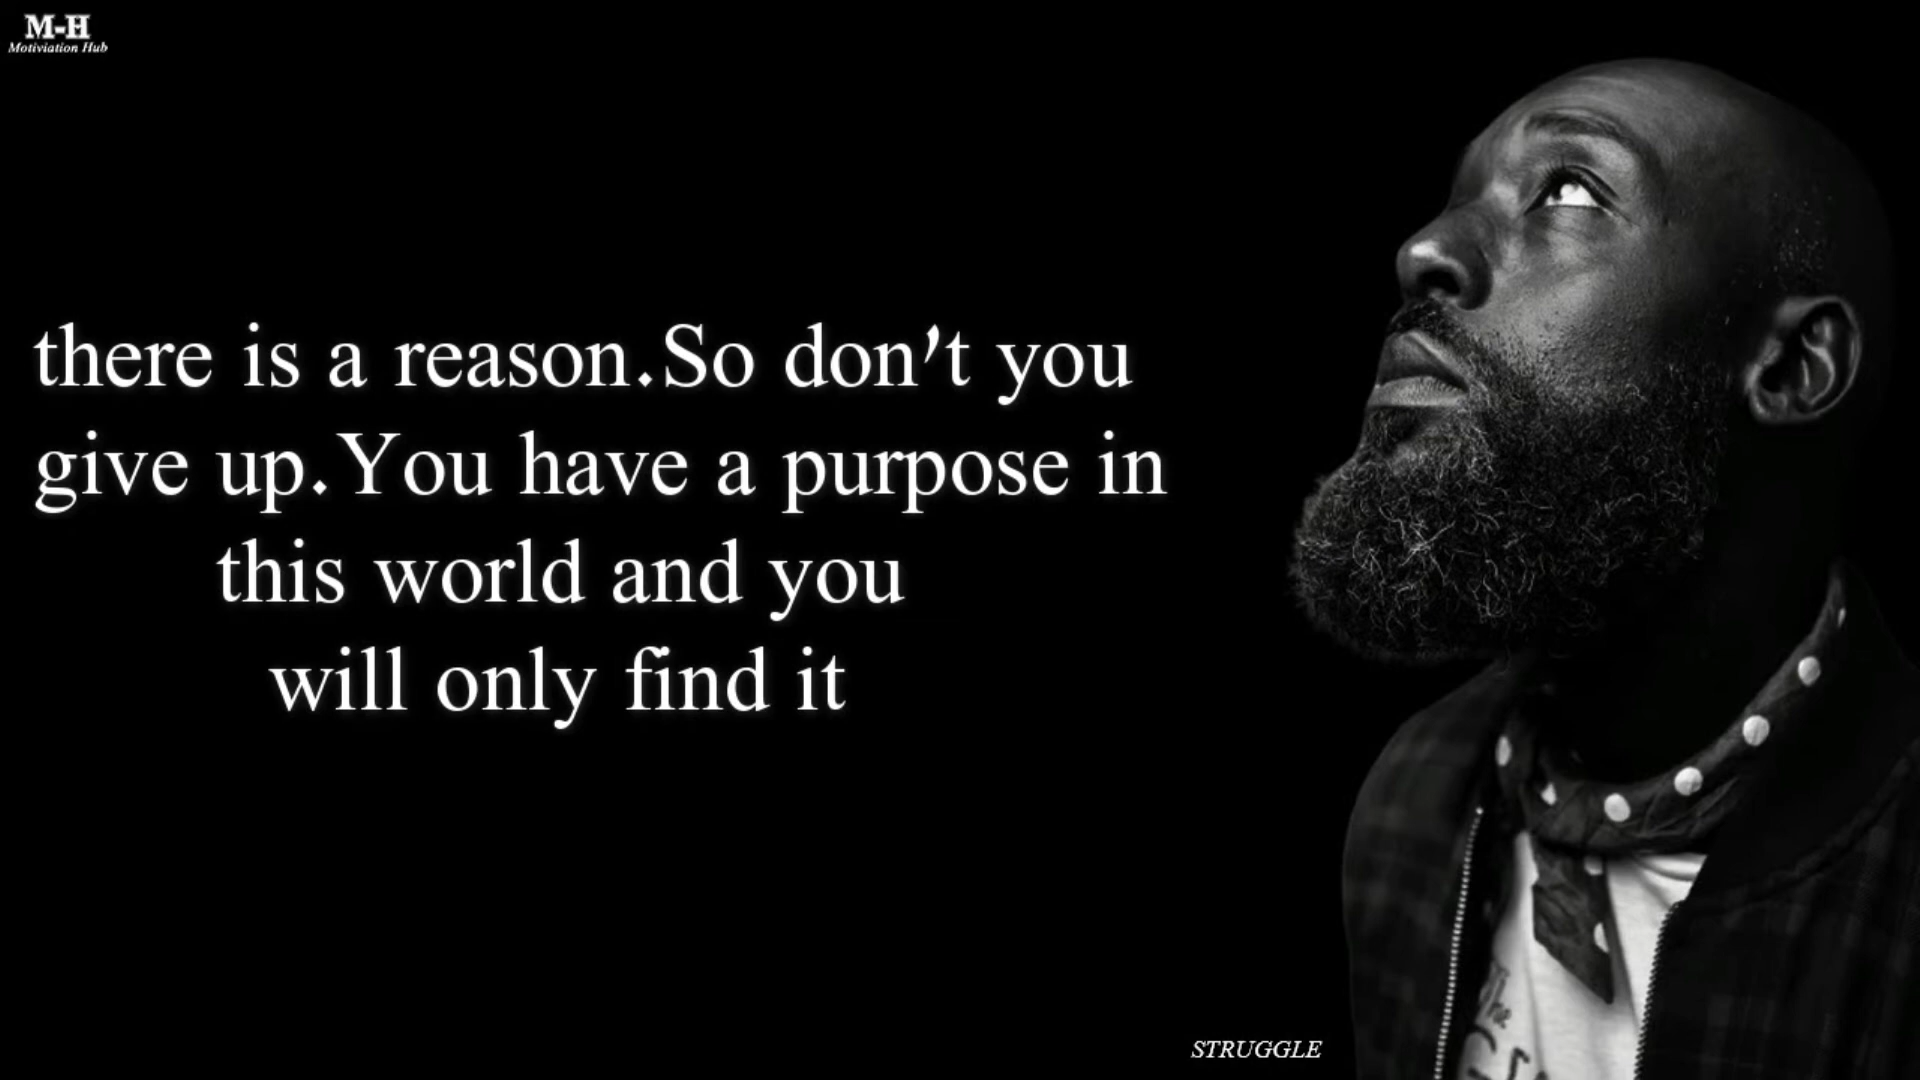 M-H
Motiviation Hub
there is a reason.So don't you
give up.You have a purpose in
this world and you
will only find it
STRUGGLE